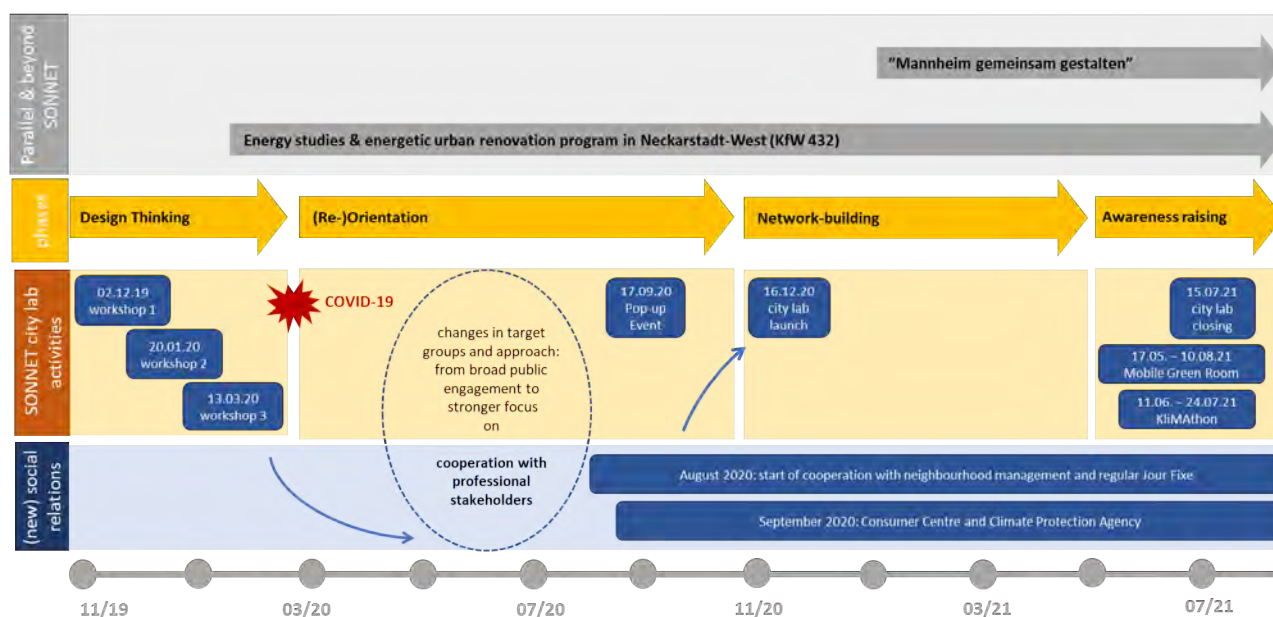 Parallel & beyond
SONNET
"Mannheim gemeinsam gestalten"
Energy studies & energetic urban renovation program in Neckarstadt-West (KfW 432)
phases
Design Thinking
(Re-)Orientation
Network-building
Awareness raising
SONNET city lab
activities
02.12.19
workshop 1
20.01.20
workshop 2
13.03.20
workshop 3
COVID-19
changes in target
groups and approach:
from broad public
engagement to
stronger focus
on
cooperation with
professional
stakeholders
17.09.20
Pop-up
Event
16.12.20
city lab
launch
15.07.21
city lab
closing
17.05. – 10.08.21
Mobile Green Room
11.06. – 24.07.21
KliMAthon
(new) social
relations
August 2020: start of cooperation with neighbourhood management and regular Jour Fixe
September 2020: Consumer Centre and Climate Protection Agency
11/19
03/20
07/20
11/20
03/21
07/21